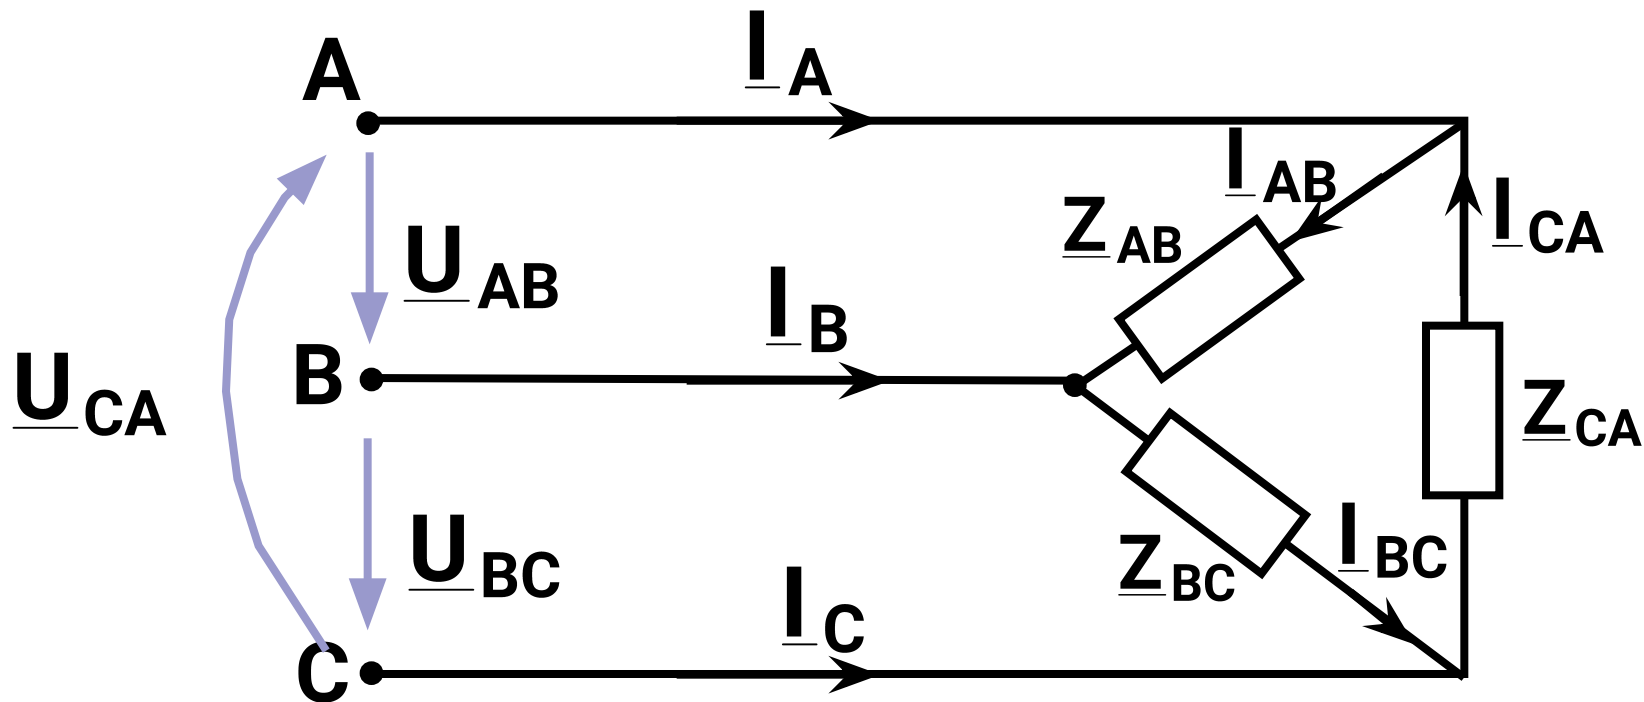 I A
A
I AB
Z AB
I CA
U AB
I B
U CA
B
Z CA
U BC
Z BC
I BC
I C
C